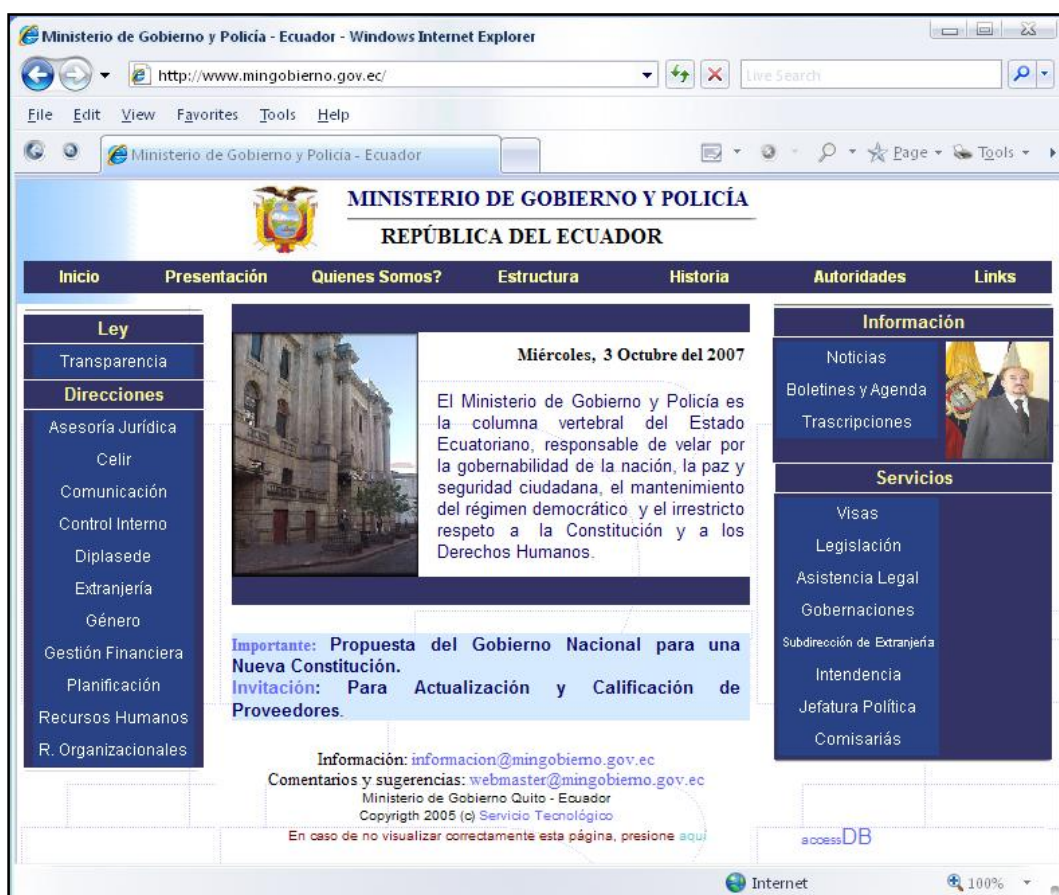 Ministerio de Gobierno y Policía - Ecuador - Windows Internet Explorer
http://www.mingobierno.gov.ec/
Live Search
File Edit View Favorites Tools Help
Ministerio de Gobierno y Policía - Ecuador
Page Tools
MINISTERIO DE GOBIERNO Y POLICÍA
REPÚBLICA DEL ECUADOR
Inicio Presentación Quienes Somos? Estructura Historia Autoridades Links
Ley
Transparencia
Direcciones
Asesoría Jurídica
Celir
Comunicación
Control Interno
Diplasede
Extranjería
Género
Gestión Financiera
Planificación
Recursos Humanos
R. Organizacionales
Miércoles, 3 Octubre del 2007
El Ministerio de Gobierno y Policía es
la columna vertebral del Estado
Ecuatoriano, responsable de velar por
la gobernabilidad de la nación, la paz y
seguridad ciudadana, el mantenimiento
del régimen democrático y el irrestricto
respeto a la Constitución y a los
Derechos Humanos.
Importante: Propuesta del Gobierno Nacional para una
Nueva Constitución.
Invitación: Para Actualización y Calificación de
Proveedores.
Información: informacion@mingobierno.gov.ec
Comentarios y sugerencias: webmaster@mingobierno.gov.ec
Ministerio de Gobierno Quito - Ecuador
Copyrigth 2005 (c) Servicio Tecnológico
En caso de no visualizar correctamente esta página, presione aquí
Información
Noticias
Boletines y Agenda
Trascripciones
Servicios
Visas
Legislación
Asistencia Legal
Gobernaciones
Subdirección de Extranjería
Intendencia
Jefatura Política
Comisariás
accessDB
Internet 100%